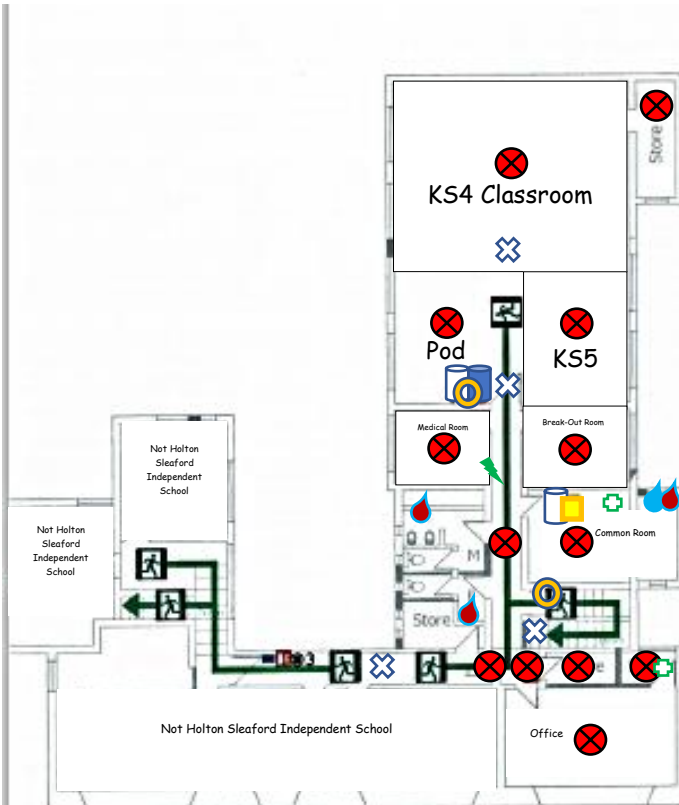 Store
KS4 Classroom
Pod
KS5
Medical Room
Break-Out Room
Not Holton
Sleaford
Independent
School
Not Holton
Sleaford
Independent
School
Common Room
M
Store
Not Holton Sleaford Independent School
Office